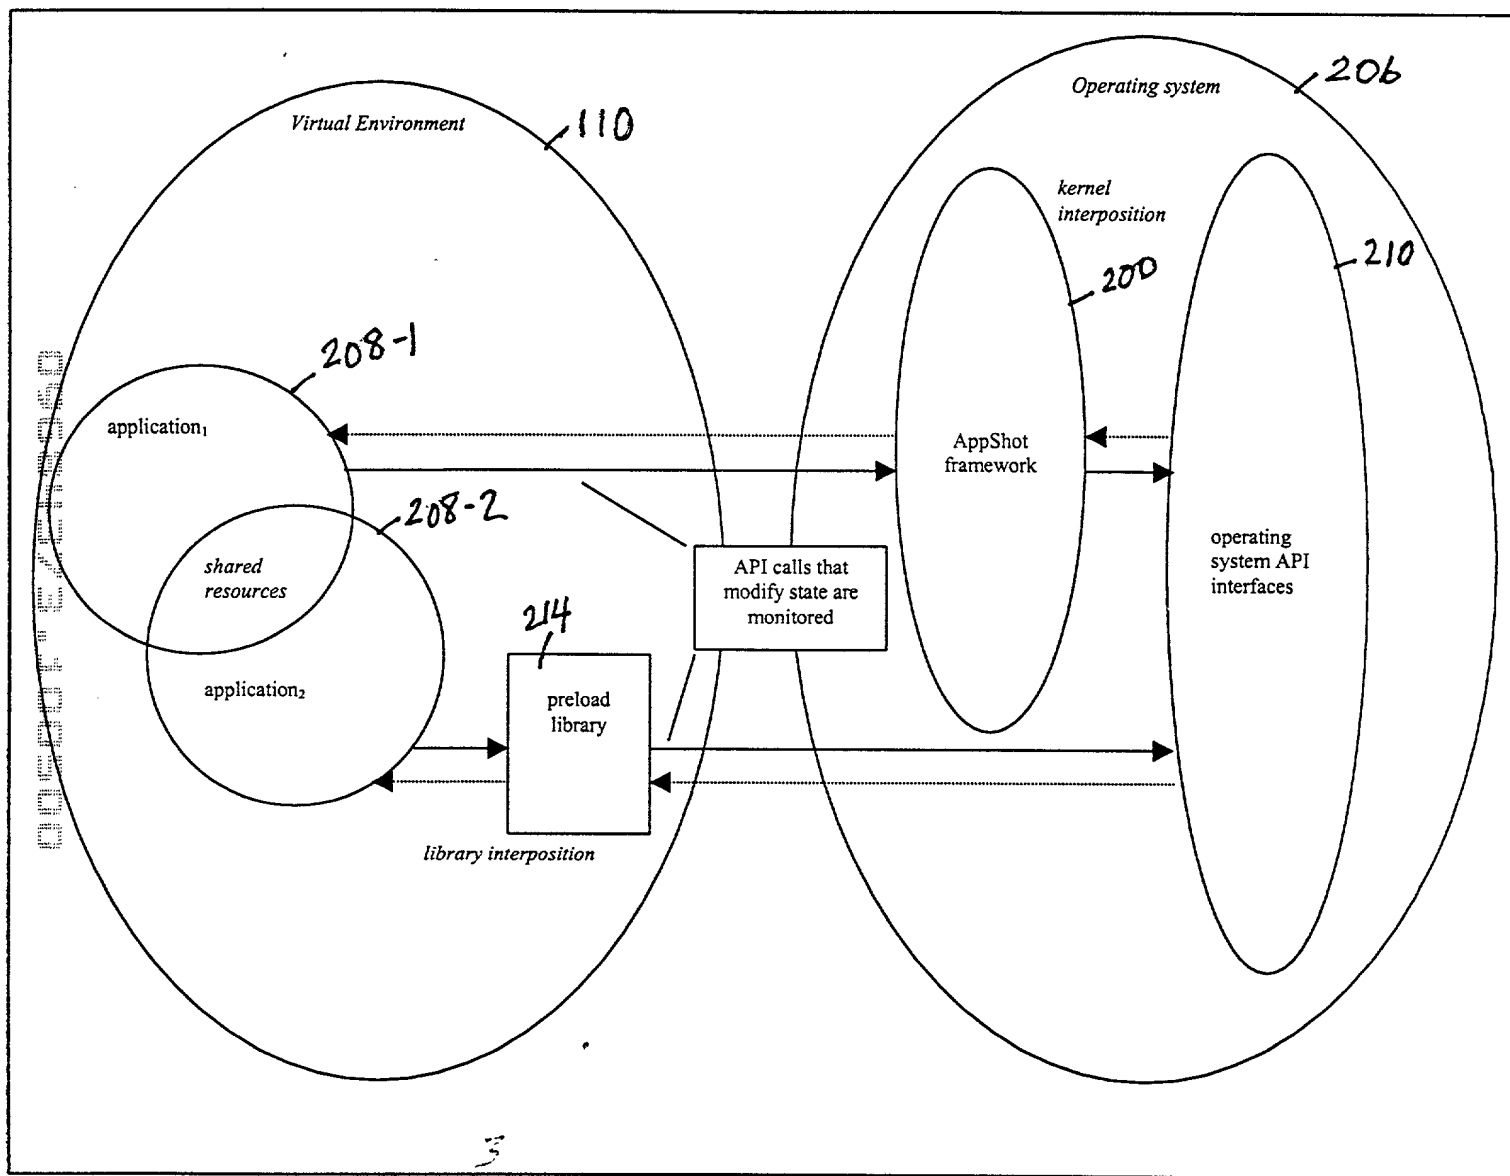 Operating system
206
Virtual Environment
110
kernel
interposition
200
210
208-1
application1
AppShot
framework
208-2
shared
resources
operating
system API
interfaces
API calls that
modify state are
monitored
214
preload
library
application2
library interposition
3